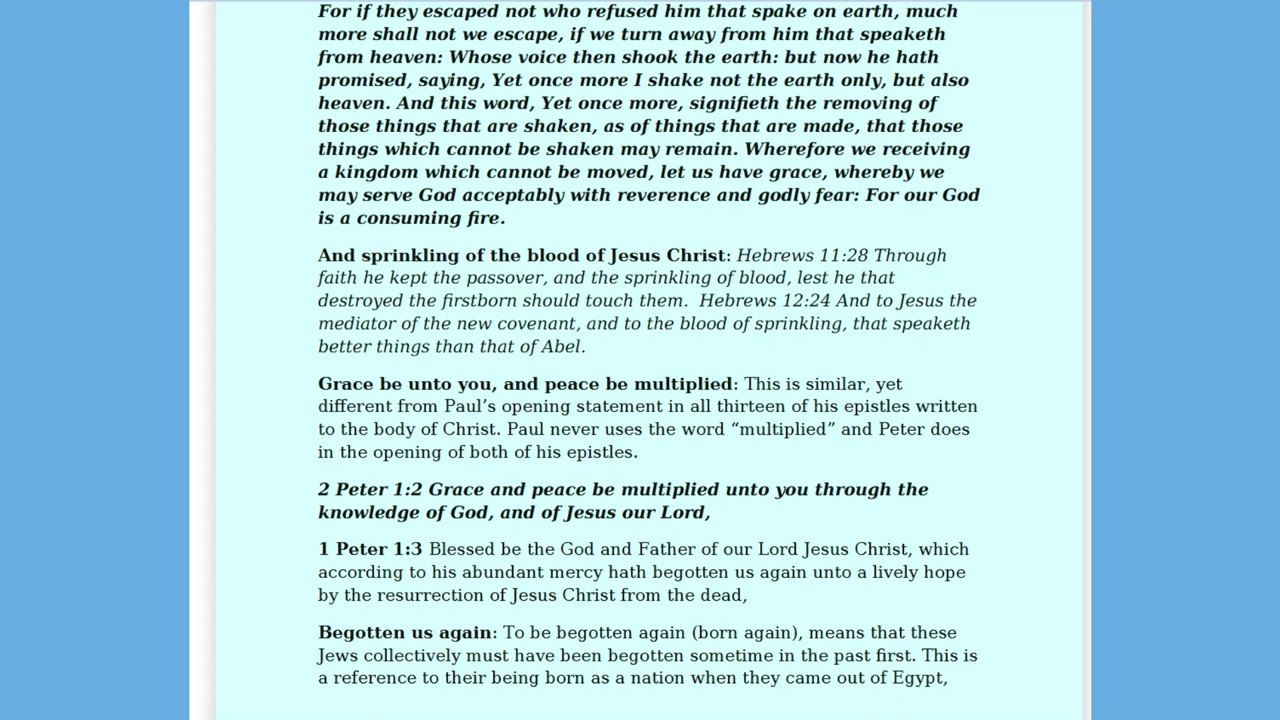 For if they escaped not who refused him that spake on earth, much
more shall not we escape, if we turn away from him that speaketh
from heaven: Whose voice then shook the earth: but now he hath
promised, saying, Yet once more I shake not the earth only, but also
heaven. And this word, Yet once more, signifieth the removing of
those things that are shaken, as of things that are made, that those
things which cannot be shaken may remain. Wherefore we receiving
a kingdom which cannot be moved, let us have grace, whereby we
may serve God acceptably with reverence and godly fear: For our God
is a consuming fire.
And sprinkling of the blood of Jesus Christ: Hebrews 11:28 Through
faith he kept the passover, and the sprinkling of blood, lest he that
destroyed the firstborn should touch them.  Hebrews 12:24 And to Jesus the
mediator of the new covenant, and to the blood of sprinkling, that speaketh
better things than that of Abel.
Grace be unto you, and peace be multiplied: This is similar, yet
different from Paul’s opening statement in all thirteen of his epistles written
to the body of Christ. Paul never uses the word “multiplied” and Peter does
in the opening of both of his epistles.
2 Peter 1:2 Grace and peace be multiplied unto you through the
knowledge of God, and of Jesus our Lord,
1 Peter 1:3 Blessed be the God and Father of our Lord Jesus Christ, which
according to his abundant mercy hath begotten us again unto a lively hope
by the resurrection of Jesus Christ from the dead,
Begotten us again: To be begotten again (born again), means that these
Jews collectively must have been begotten sometime in the past first. This is
a reference to their being born as a nation when they came out of Egypt,